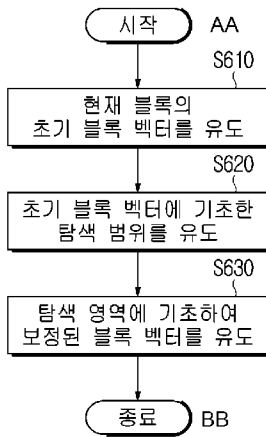 시작 AA
S610
현재 블록의
초기 블록 벡터를 유도
S620
초기 블록 벡터에 기초한
탐색 범위를 유도
S630
탐색 영역에 기초하여
보정된 블록 벡터를 유도
종료 BB